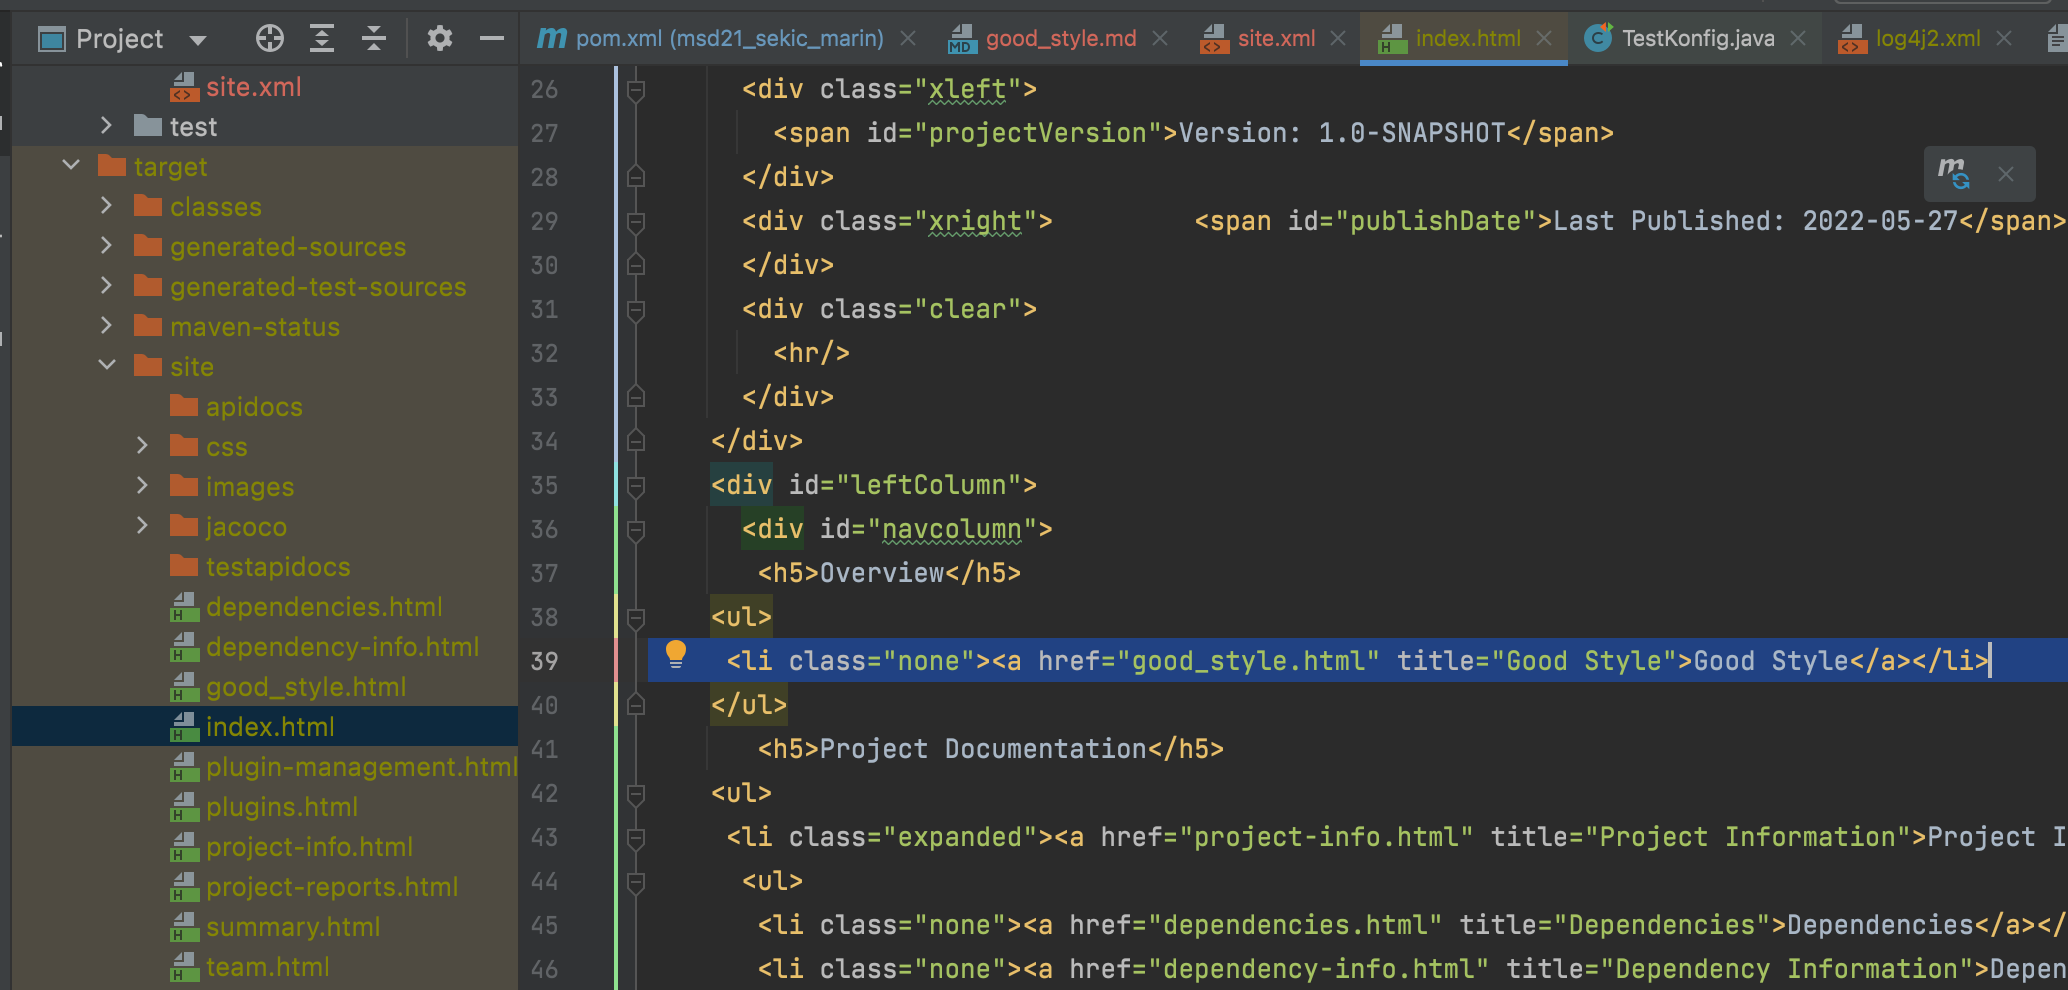 Project
m pom.xml (msd21_sekic_marin)
MD good_style.md
site.xml
H index.html
C TestKonfig.java
log4j2.xml
site.xml
test
target
classes
generated-sources
generated-test-sources
maven-status
site
apidocs
css
images
jacoco
testapidocs
H dependencies.html
H dependency-info.html
H good_style.html
H index.html
H plugin-management.html
H plugins.html
H project-info.html
H project-reports.html
H summary.html
H team.html
26 <div class="xleft">
27 <span id="projectVersion">Version: 1.0-SNAPSHOT</span>
28 </div>
29 <div class="xright">         <span id="publishDate">Last Published: 2022-05-27</span>
30 </div>
31 <div class="clear">
32 <hr/>
33 </div>
34 </div>
35 <div id="leftColumn">
36 <div id="navcolumn">
37 <h5>Overview</h5>
38 <ul>
39 <li class="none"><a href="good_style.html" title="Good Style">Good Style</a></li>
40 </ul>
41 <h5>Project Documentation</h5>
42 <ul>
43 <li class="expanded"><a href="project-info.html" title="Project Information">Project I
44 <ul>
45 <li class="none"><a href="dependencies.html" title="Dependencies">Dependencies</a></
46 <li class="none"><a href="dependency-info.html" title="Dependency Information">Depen
m